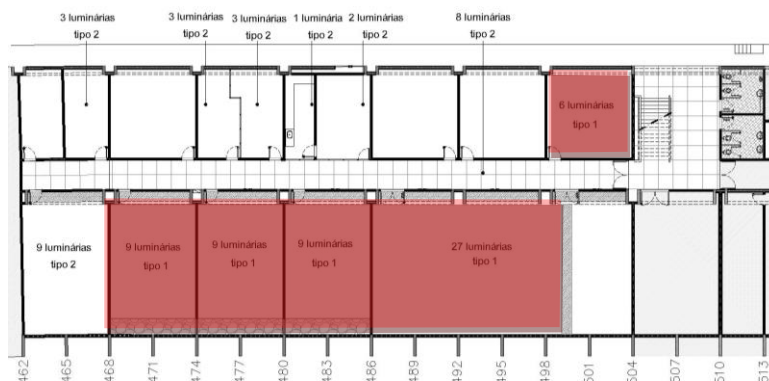 3 luminárias
tipo 2
3 luminárias
tipo 2
3 luminárias
tipo 2
1 luminária
tipo 2
2 luminárias
tipo 2
8 luminárias
tipo 2
6 luminárias
tipo 1
9 luminárias
tipo 2
9 luminárias
tipo 1
9 luminárias
tipo 1
9 luminárias
tipo 1
27 luminárias
tipo 1
462
465
468
471
474
477
480
483
486
489
492
495
498
501
504
507
510
513